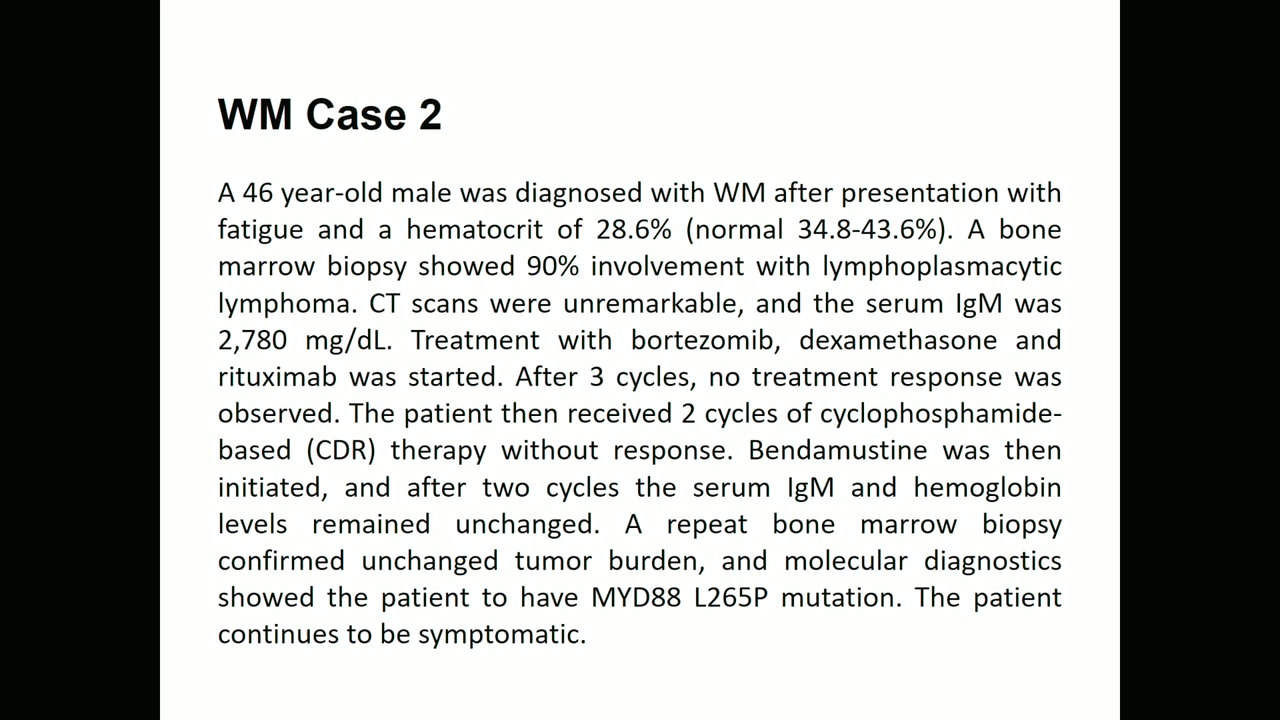 WM Case 2
A 46 year-old male was diagnosed with WM after presentation with
fatigue and a hematocrit of 28.6% (normal 34.8-43.6%). A bone
marrow biopsy showed 90% involvement with lymphoplasmacytic
lymphoma. CT scans were unremarkable, and the serum IgM was
2,780 mg/dL. Treatment with bortezomib, dexamethasone and
rituximab was started. After 3 cycles, no treatment response was
observed. The patient then received 2 cycles of cyclophosphamide-
based (CDR) therapy without response. Bendamustine was then
initiated, and after two cycles the serum IgM and hemoglobin
levels remained unchanged. A repeat bone marrow biopsy
confirmed unchanged tumor burden, and molecular diagnostics
showed the patient to have MYD88 L265P mutation. The patient
continues to be symptomatic.